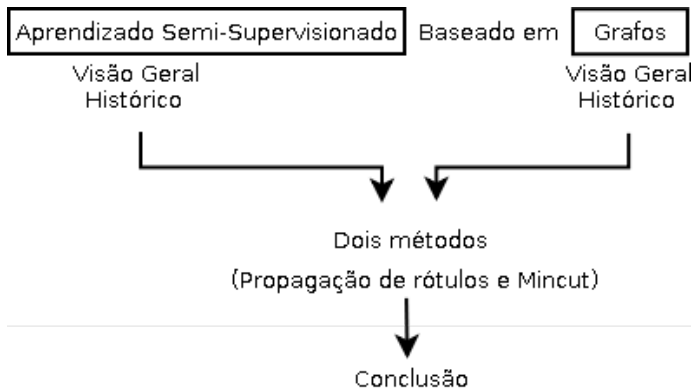 Aprendizado Semi-Supervisionado Baseado em Grafos
Visão Geral Visão Geral
Histórico Histórico
Dois métodos
(Propagação de rótulos e Mincut)
Conclusão